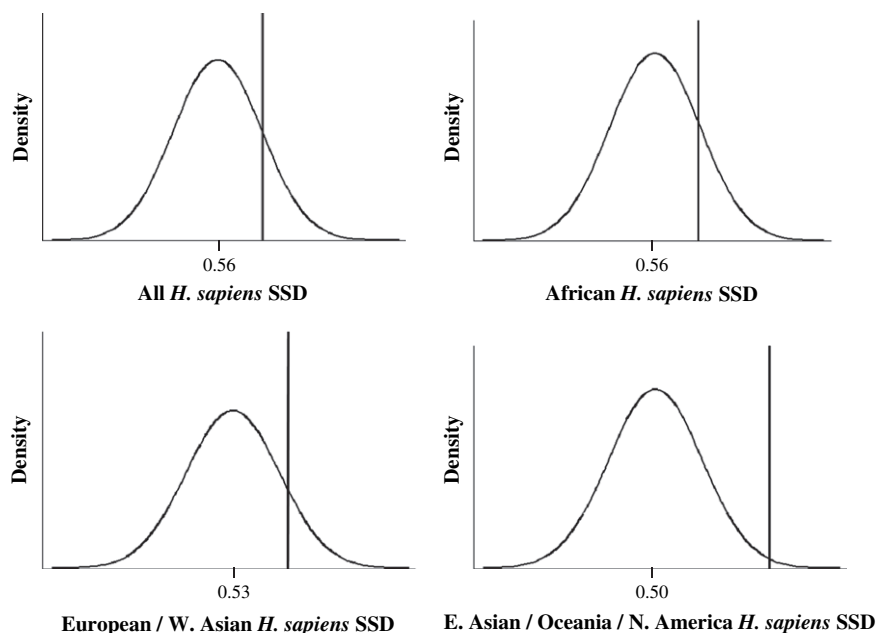 Density
0.56
All H. sapiens SSD
Density
0.56
African H. sapiens SSD
Density
0.53
European / W. Asian H. sapiens SSD
Density
0.50
E. Asian / Oceania / N. America H. sapiens SSD